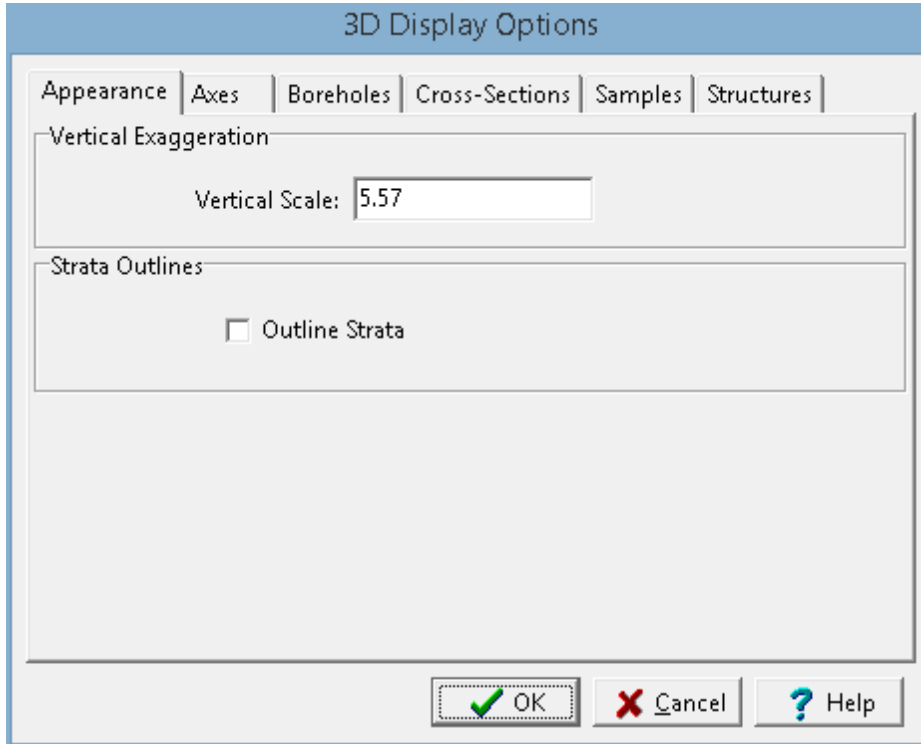 3D Display Options
Appearance Axes Boreholes Cross-Sections Samples Structures
Vertical Exaggeration
Vertical Scale: 5.57
Strata Outlines
Outline Strata
OK Cancel Help